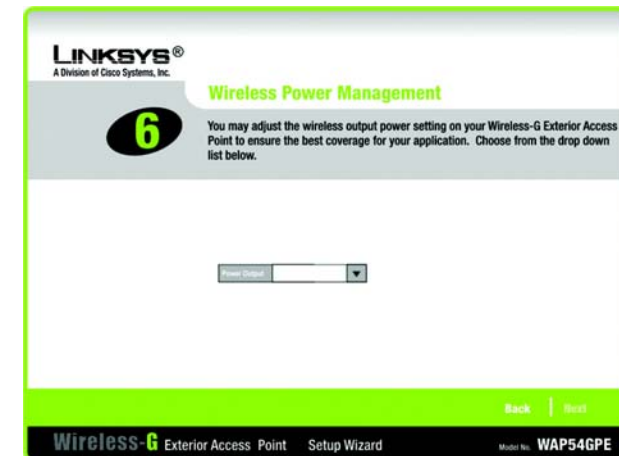 LINKSYS®
A Division of Cisco Systems, Inc.
Wireless Power Management
6
You may adjust the wireless output power setting on your Wireless-G Exterior Access
Point to ensure the best coverage for your application. Choose from the drop down
list below.
Power Output
Back | Next
Wireless-G Exterior Access Point Setup Wizard Model No. WAP54GPE